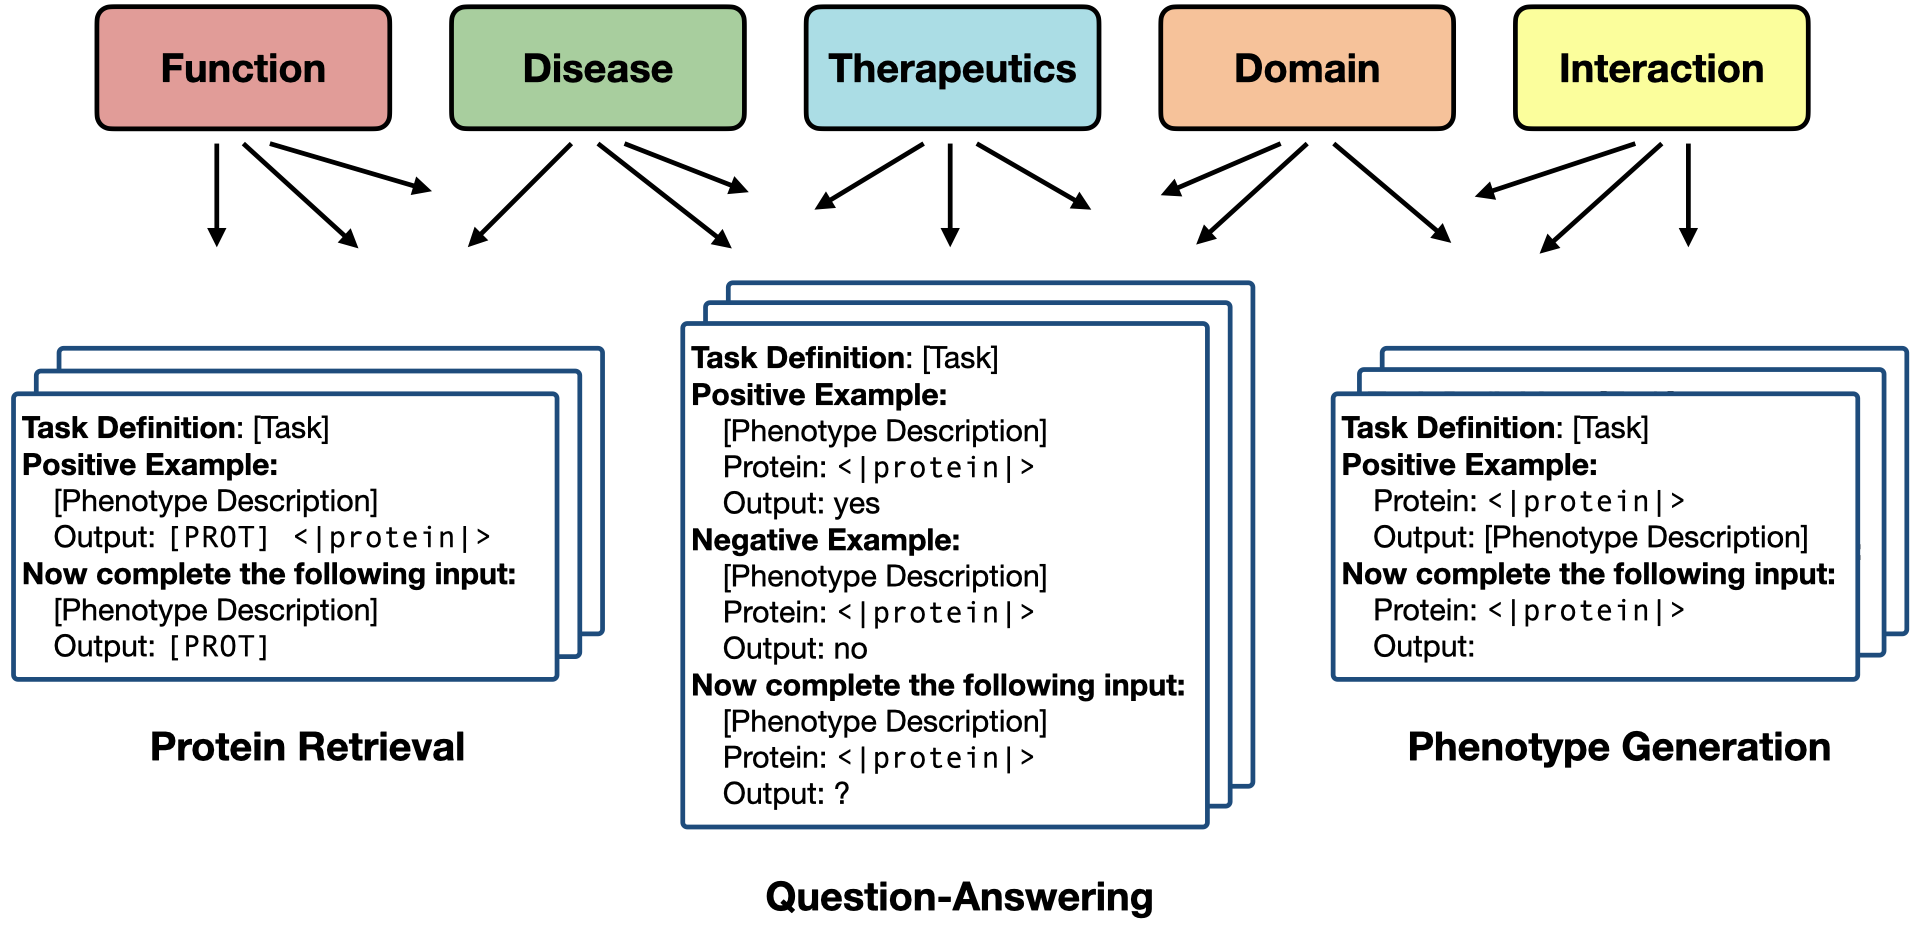 Function
Disease
Therapeutics
Domain
Interaction
Task Definition: [Task]
Positive Example:
[Phenotype Description]
Output: [PROT] <|protein|>
Now complete the following input:
[Phenotype Description]
Output: [PROT]
Protein Retrieval
Task Definition: [Task]
Positive Example:
[Phenotype Description]
Protein: <|protein|>
Output: yes
Negative Example:
[Phenotype Description]
Protein: <|protein|>
Output: no
Now complete the following input:
[Phenotype Description]
Protein: <|protein|>
Output: ?
Question-Answering
Task Definition: [Task]
Positive Example:
Protein: <|protein|>
Output: [Phenotype Description]
Now complete the following input:
Protein: <|protein|>
Output:
Phenotype Generation